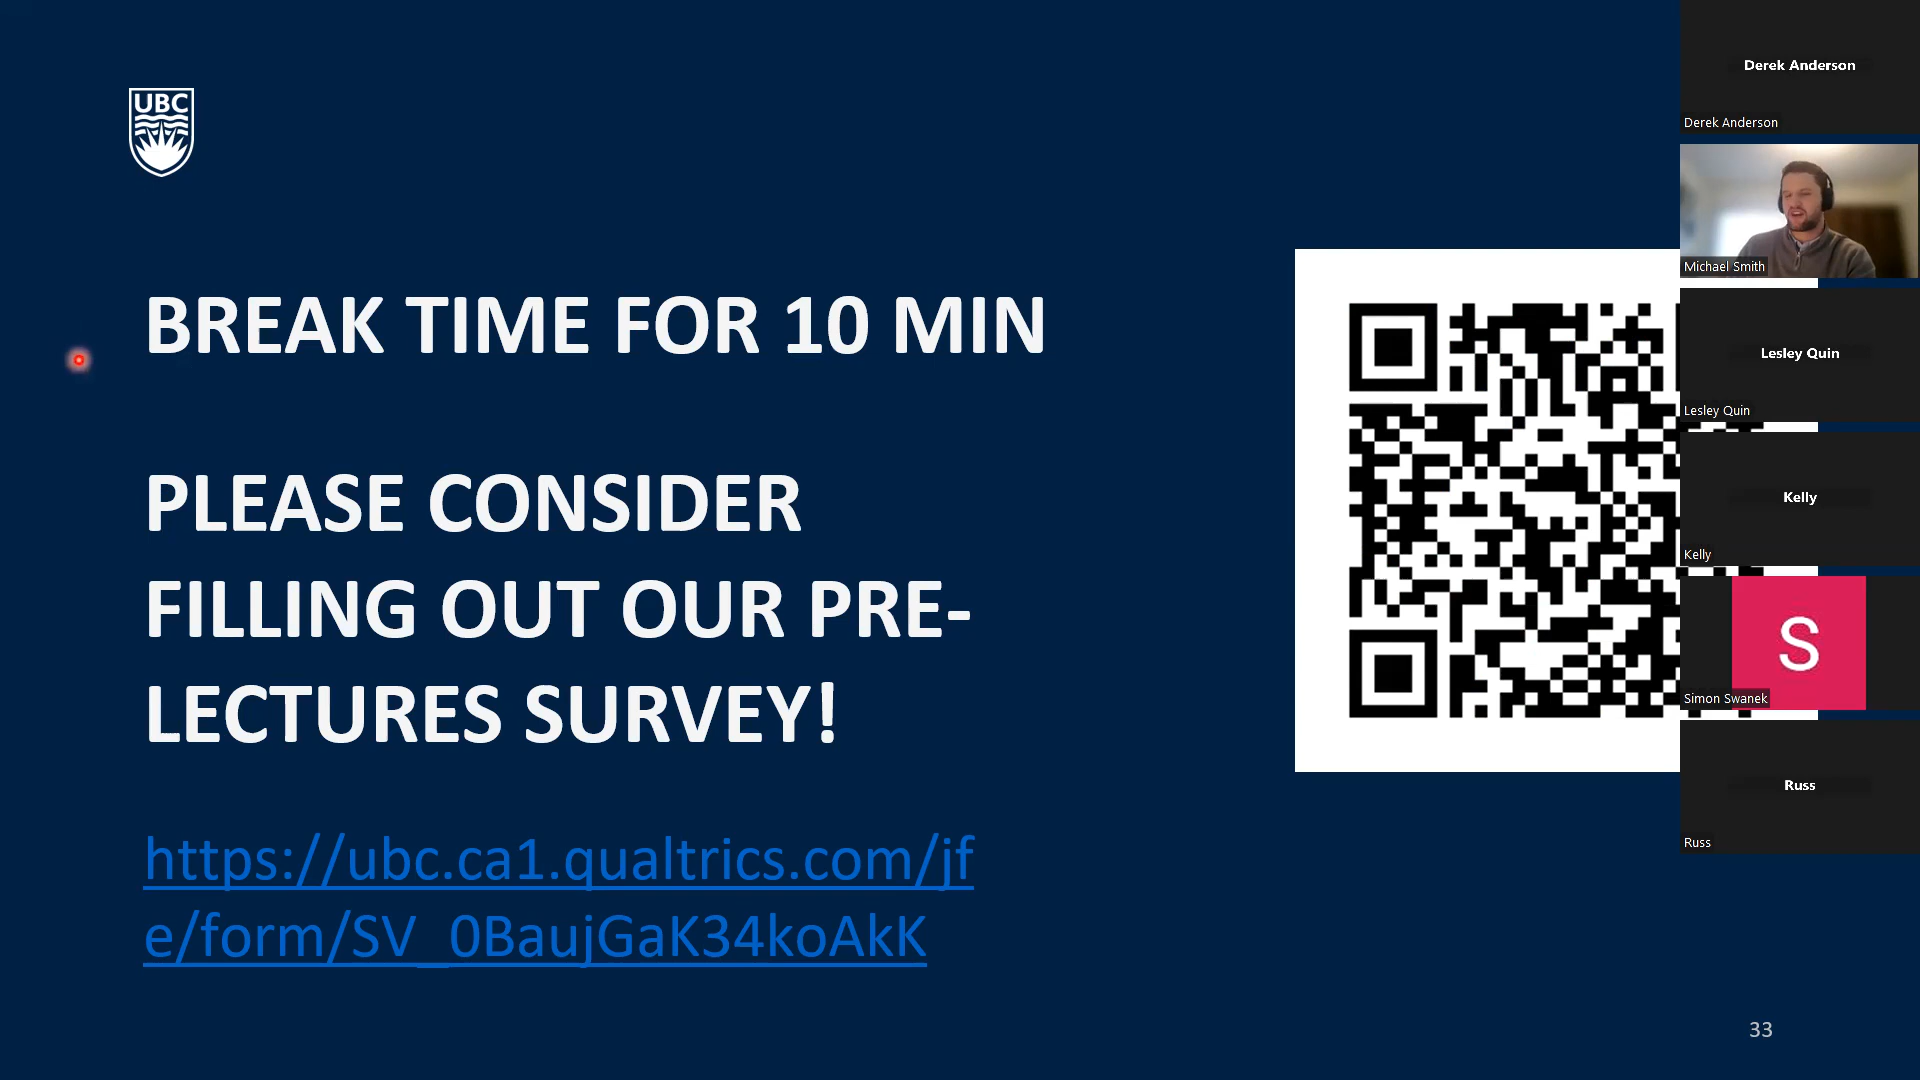 UBC
BREAK TIME FOR 10 MIN
PLEASE CONSIDER
FILLING OUT OUR PRE-
LECTURES SURVEY!
https://ubc.ca1.qualtrics.com/jf
e/form/SV_0BaujGaK34koAkK
33
Derek Anderson
Derek Anderson
Michael Smith
Lesley Quin
Lesley Quin
Kelly
Kelly
S
Simon Swanek
Russ
Russ